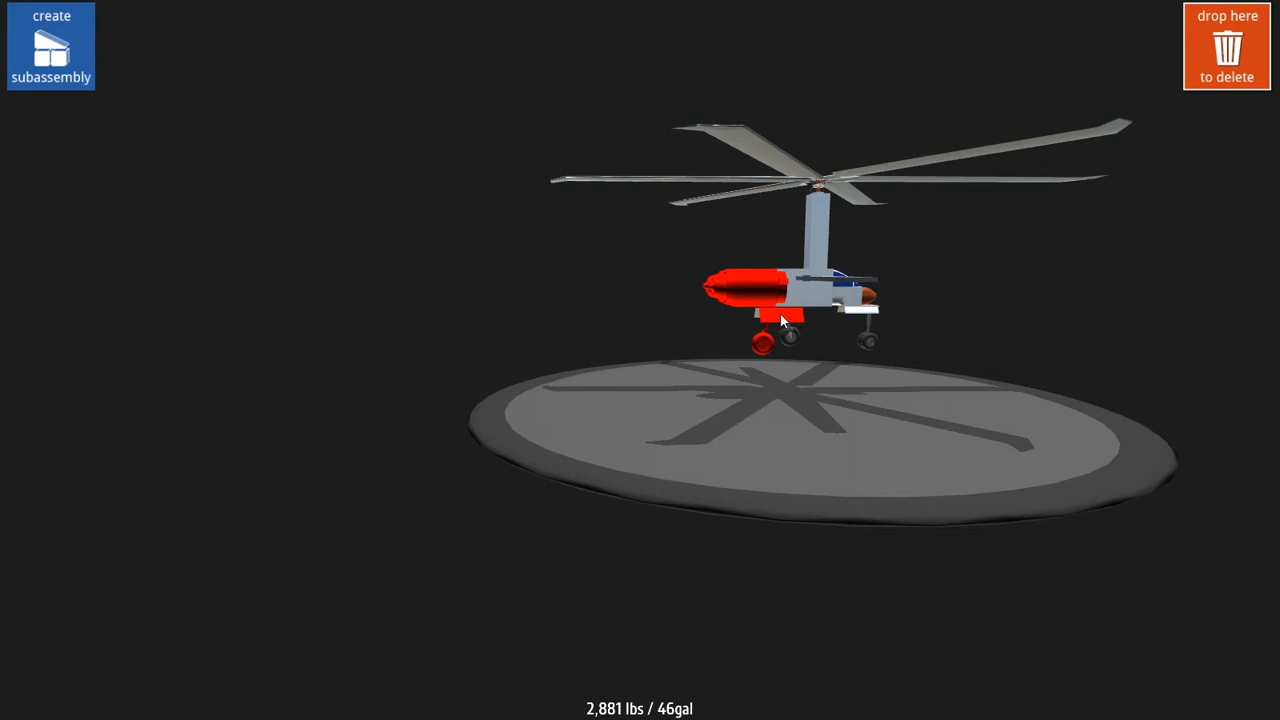 create
subassembly
drop here
to delete
2,881 lbs / 46gal